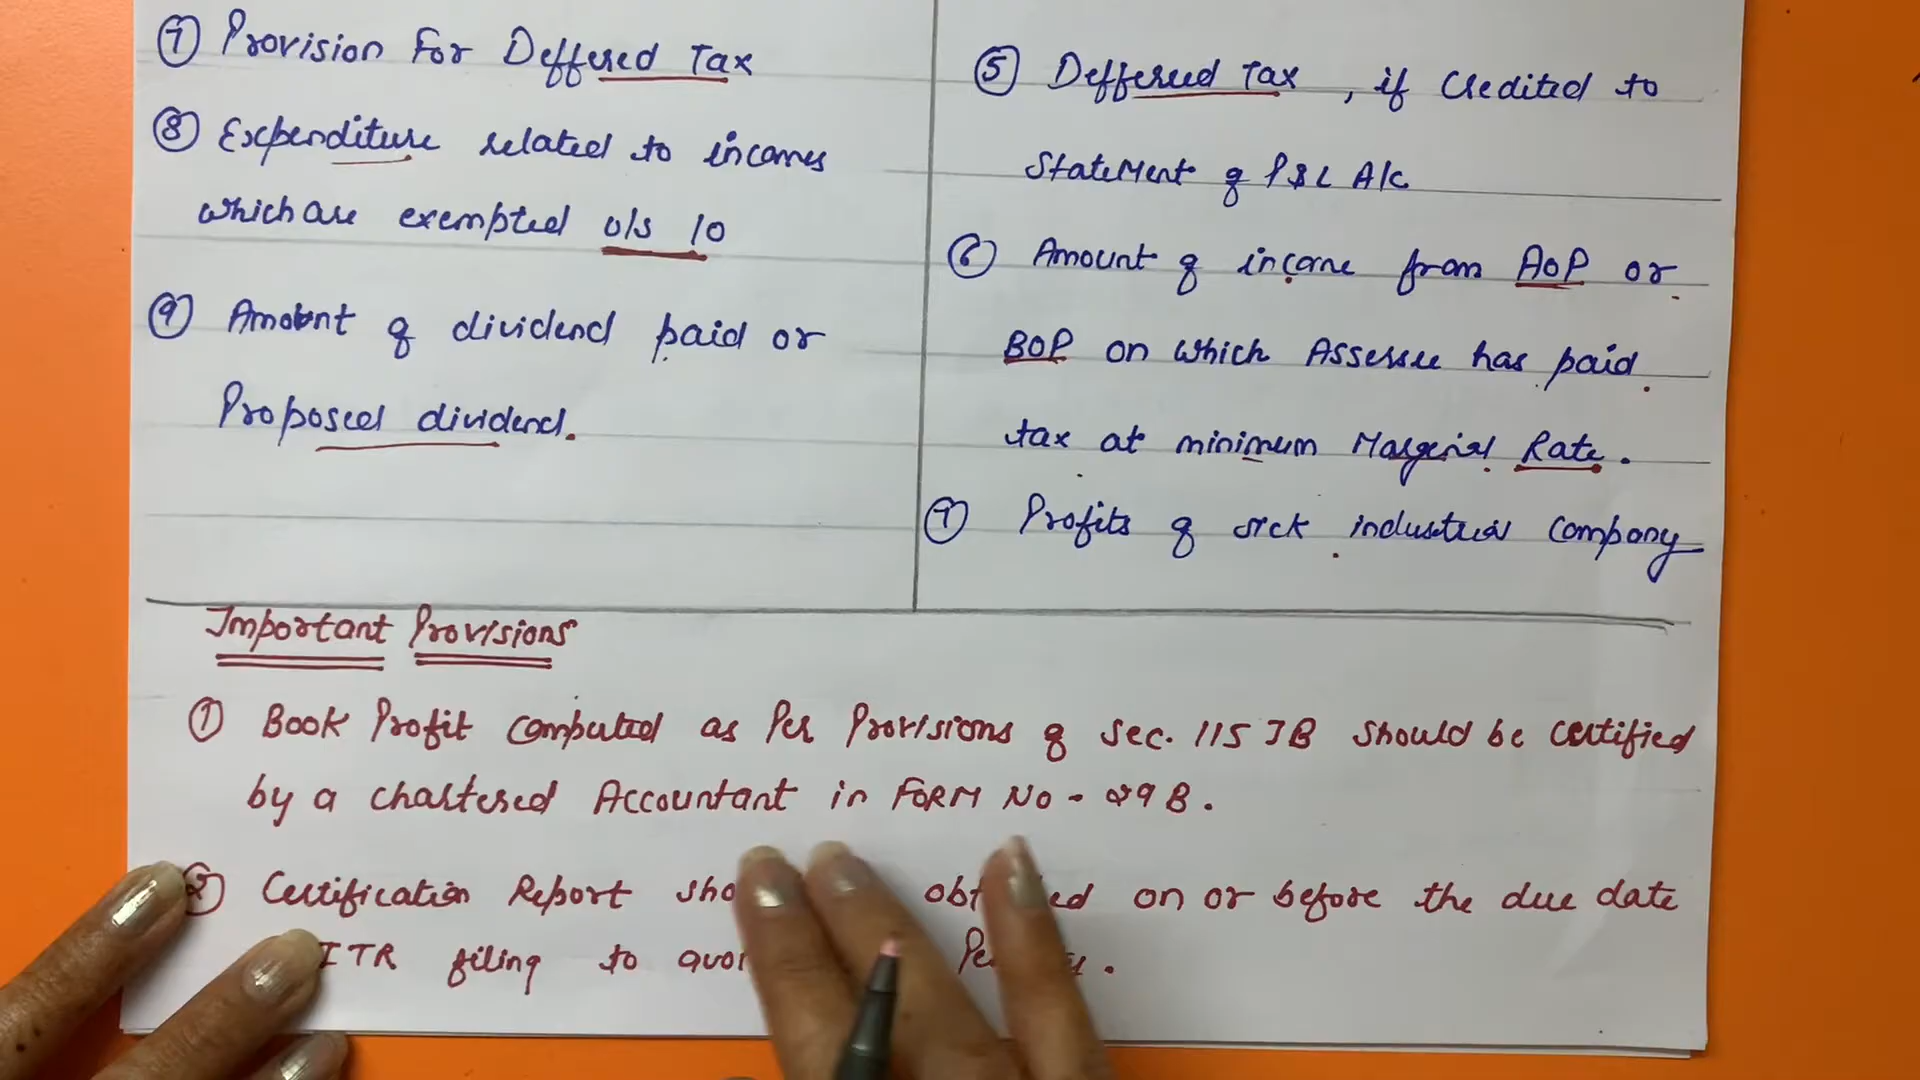 ⑦ Provision For Deffered Tax
⑧ Expenditure related to incomes
which are exempted u/s 10
⑨ Amount of dividend paid or
Proposed dividend.
⑤ Deffered Tax, if Credited to
Statement of P&L A/c
⑥ Amount of income from AOP or
BOP on which Assessee has paid
tax at minimum Marginal Rate.
⑦ Profits of sick industrial Company
Important Provisions
① Book Profit computed as Per Provisions of Sec. 115 JB should be certified
by a chartered Accountant in FORM No - 29 B.
② Certification Report on or before the due date
ITR filing to